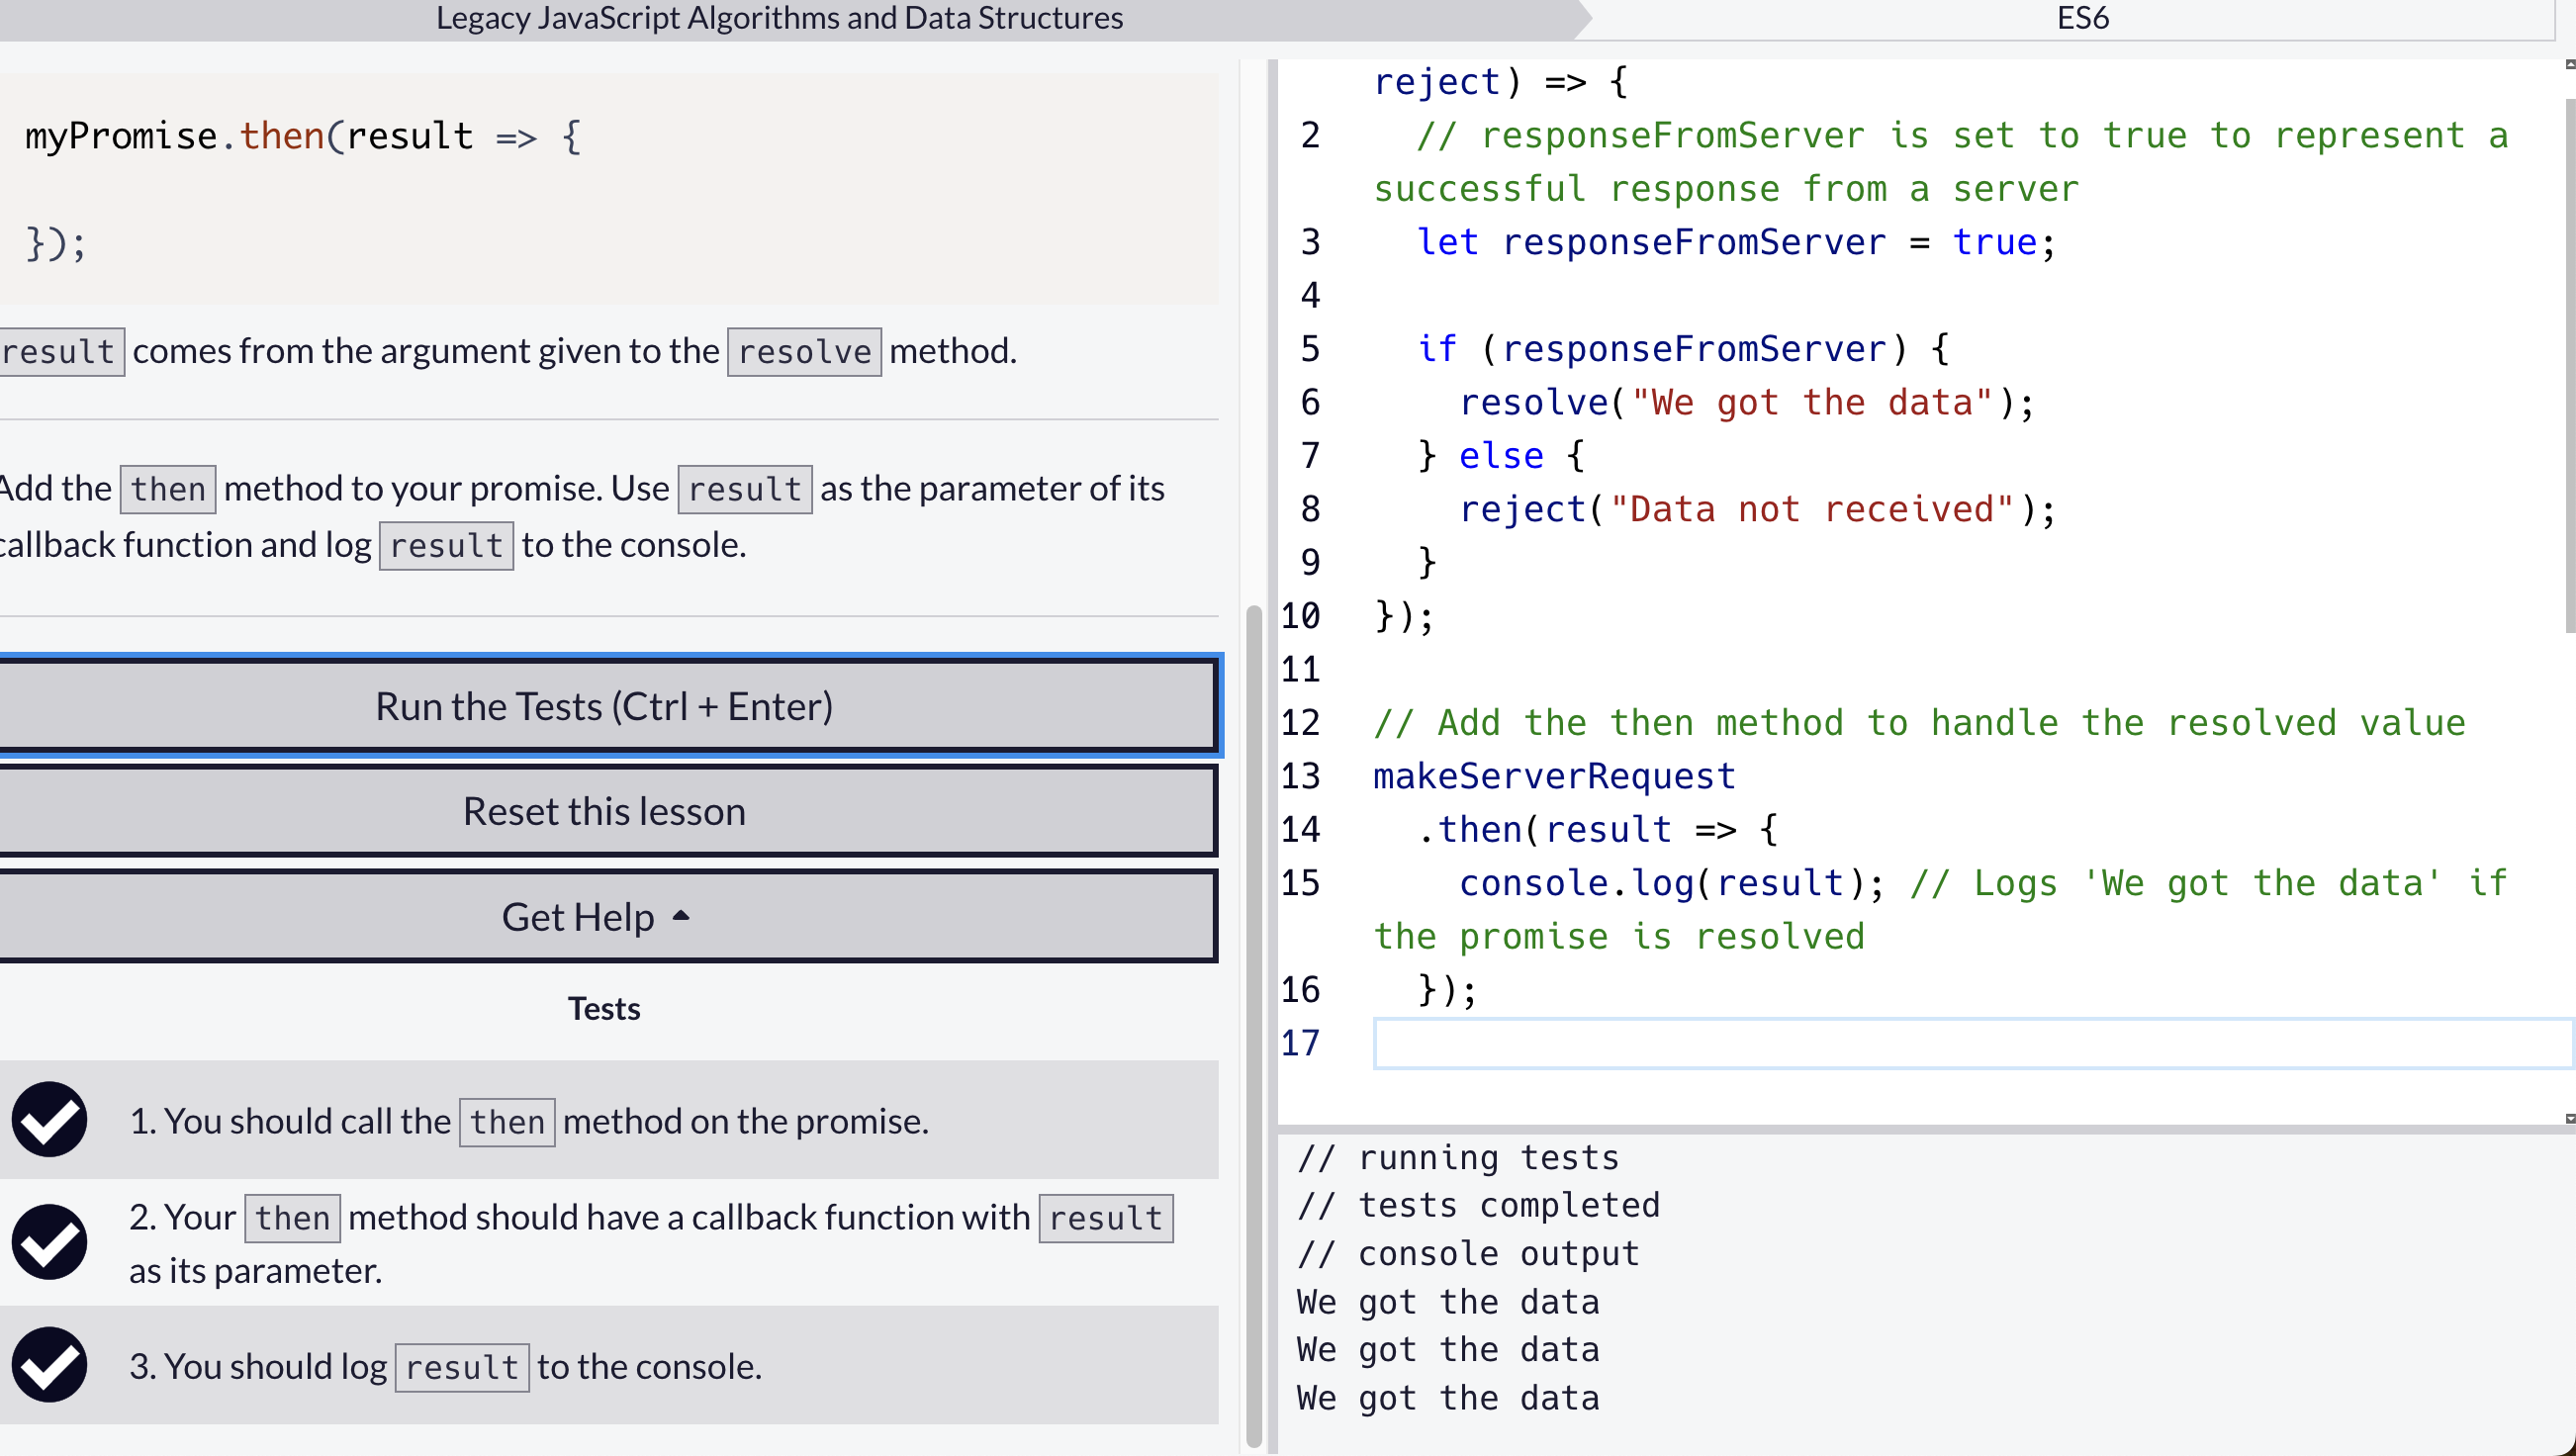 Legacy JavaScript Algorithms and Data Structures
ES6
myPromise.then(result => {
});
result comes from the argument given to the resolve method.
Add the then method to your promise. Use result as the parameter of its
callback function and log result to the console.
Run the Tests (Ctrl + Enter)
Reset this lesson
Get Help
Tests
1. You should call the then method on the promise.
2. Your then method should have a callback function with result
as its parameter.
3. You should log result to the console.
reject) => {
2 // responseFromServer is set to true to represent a
successful response from a server
3 let responseFromServer = true;
4
5 if (responseFromServer) {
6 resolve("We got the data");
7 } else {
8 reject("Data not received");
9 }
10 });
11
12 // Add the then method to handle the resolved value
13 makeServerRequest
14 .then(result => {
15 console.log(result); // Logs 'We got the data' if
the promise is resolved
16 });
17
// running tests
// tests completed
// console output
We got the data
We got the data
We got the data